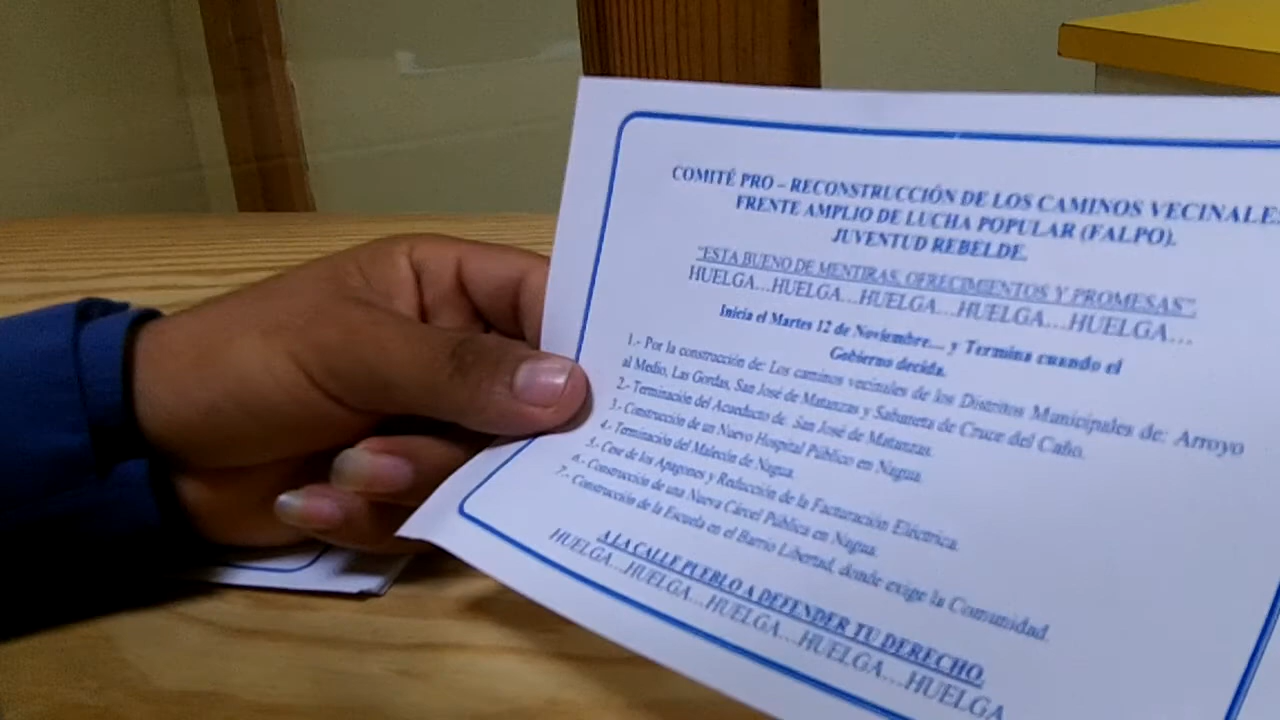 COMITÉ PRO – RECONSTRUCCIÓN DE LOS CAMINOS VECINALES
FRENTE AMPLIO DE LUCHA POPULAR (FALPO).
JUVENTUD REBELDE.
"ESTA BUENO DE MENTIRAS, OFRECIMIENTOS Y PROMESAS".
HUELGA...HUELGA...HUELGA...HUELGA...HUELGA...
Inicia el Martes 12 de Noviembre.... y Termina cuando el
Gobierno decida.
1.- Por la construcción de: Los caminos vecinales de los Distritos Municipales de: Arroyo
al Medio, Las Gordas, San José de Matanzas y Sabaneta de Cruce del Caño.
2.- Terminación del Acueducto de San José de Matanzas.
3.- Construcción de un Nuevo Hospital Público en Nagua.
4.- Terminación del Malecón de Nagua.
5.- Cese de los Apagones y Reducción de la Facturación Eléctrica.
6.- Construcción de una Nueva Cárcel Pública en Nagua.
7.- Construcción de la Escuela en el Barrio Libertad, donde exige la Comunidad.
A LA CALLE PUEBLO A DEFENDER TU DERECHO.
HUELGA...HUELGA...HUELGA...HUELGA...HUELGA